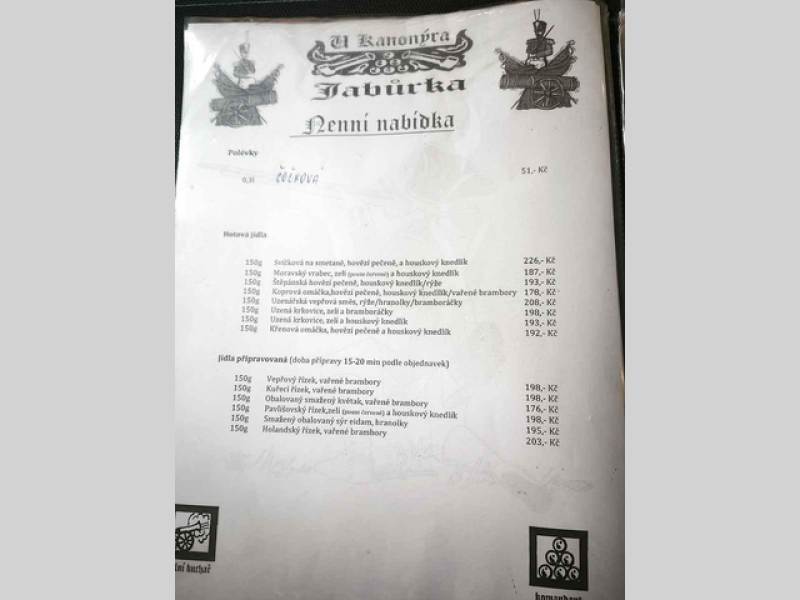 U Kanonýra
Jabůrka
Denní nabídka
Polévky
0,3l ČOČKOVÁ 51,- Kč
Hotová jídla
150g Svíčková na smetaně, hovězí pečeně, a houskový knedlík 226,- Kč
150g Moravský vrabec, zelí (pouze červené) a houskový knedlík 187,- Kč
150g Štěpánská hovězí pečeně, houskový knedlík/rýže 193,- Kč
150g Koprová omáčka,hovězí pečeně, houskový knedlík/vařené brambory 178,- Kč
150g Uzenářská vepřová směs, rýže/hranolky/bramboráčky 208,- Kč
150g Uzená krkovice, zelí a bramboráčky 198,- Kč
150g Uzená krkovice, zelí a houskový knedlík 193,- Kč
150g Křenová omáčka, hovězí pečeně a houskový knedlík 192,- Kč
Jídla připravovaná (doba přípravy 15-20 min podle objednavek)
150g Vepřový řízek, vařené brambory 198,- Kč
150g Kuřecí řízek, vařené brambory 198,- Kč
150g Obalovaný smažený květák, vařené brambory 176,- Kč
150g Pavlišovský řízek,zelí (pouze červené) a houskový knedlík 198,- Kč
150g Smažený obalovaný sýr eidam, hranolky 195,- Kč
150g Holandský řízek, vařené brambory 203,- Kč